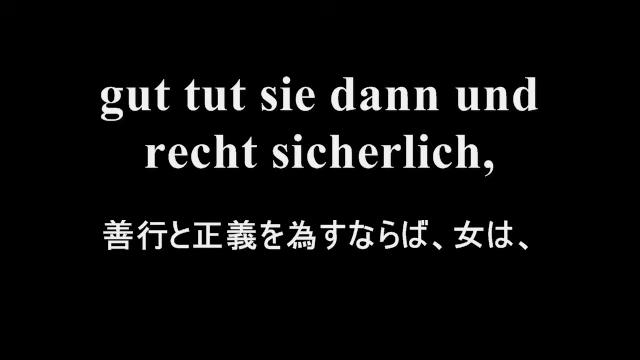 gut tut sie dann und
recht sicherlich,
善行と正義を為すならば、女は、